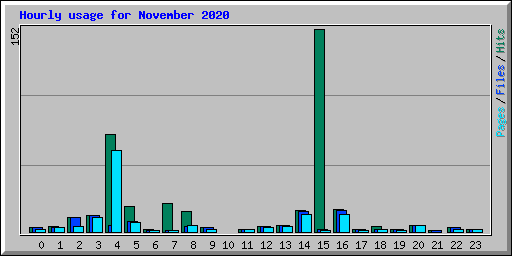 Hourly usage for November 2020
152
Pages/Files/Hits
0 1 2 3 4 5 6 7 8 9 10 11 12 13 14 15 16 17 18 19 20 21 22 23